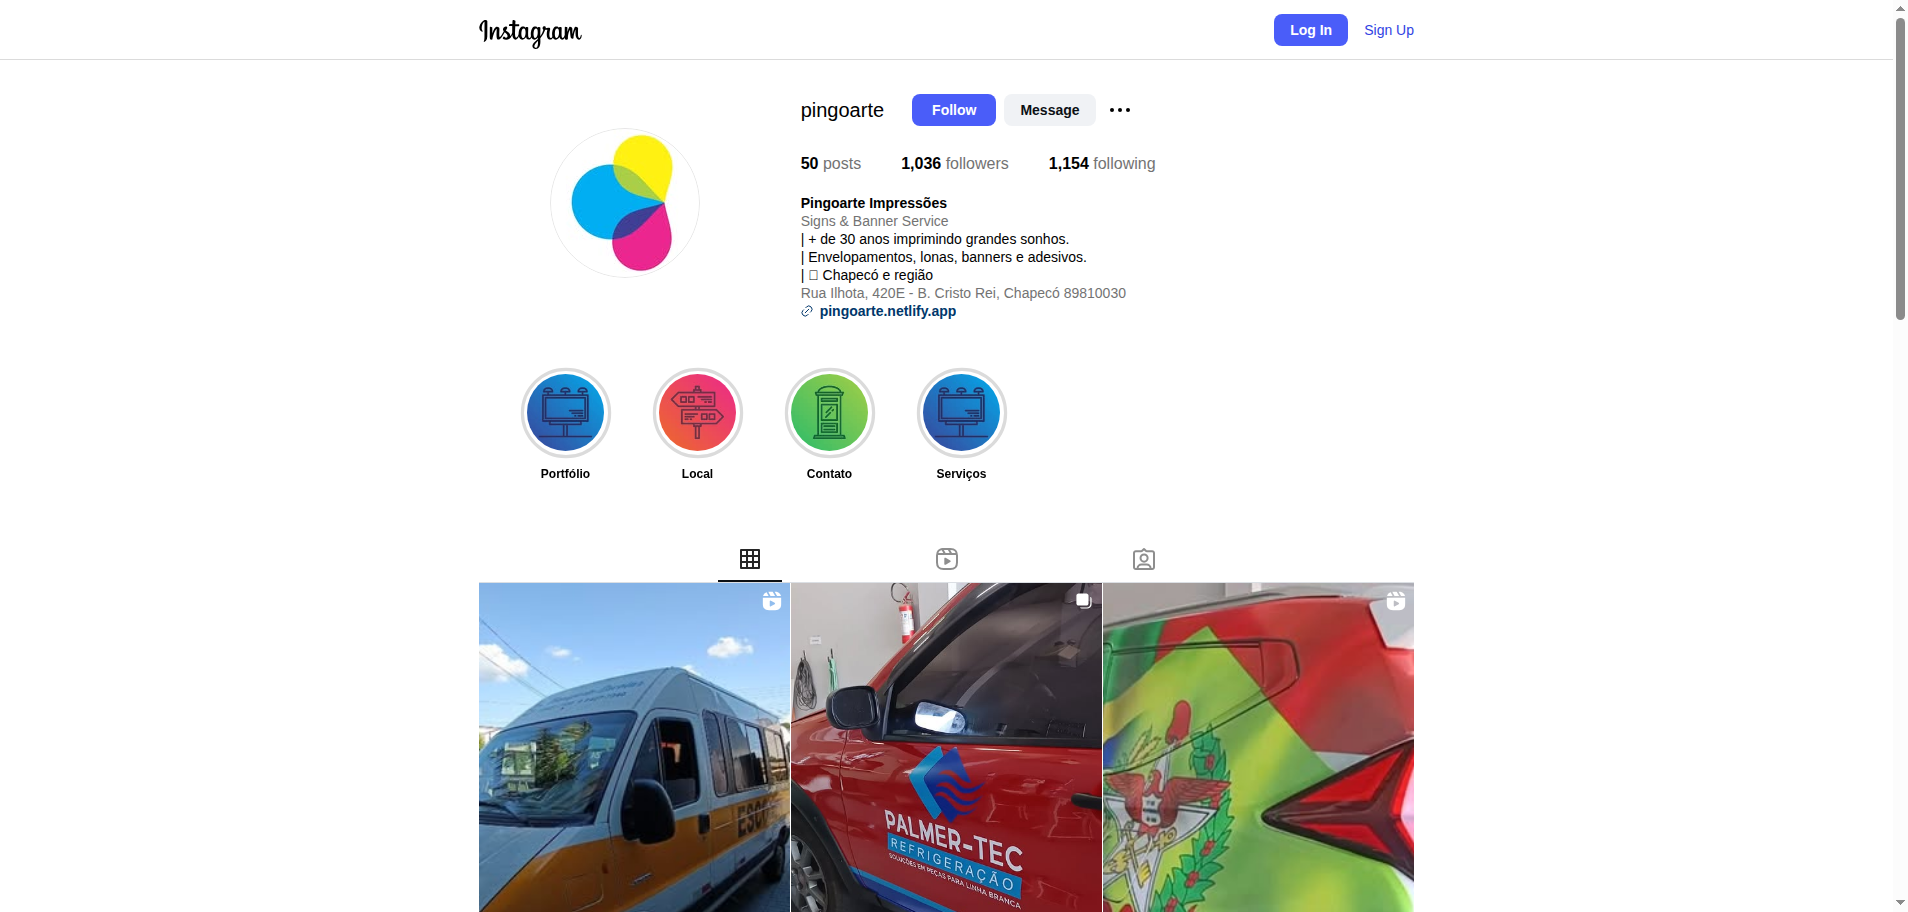 Instagram
Log In
Sign Up
pingoarte
Follow
Message
50 posts
1,036 followers
1,154 following
Pingoarte Impressões
Signs & Banner Service
| + de 30 anos imprimindo grandes sonhos.
| Envelopamentos, lonas, banners e adesivos.
| Chapecó e região
Rua Ilhota, 420E - B. Cristo Rei, Chapecó 89810030
pingoarte.netlify.app
Portfólio
Local
Contato
Serviços
ESCO
PALMER-TEC
REFRIGERAÇÃO
SOLUÇÕES EM PEÇAS PARA LINHA BRANCA